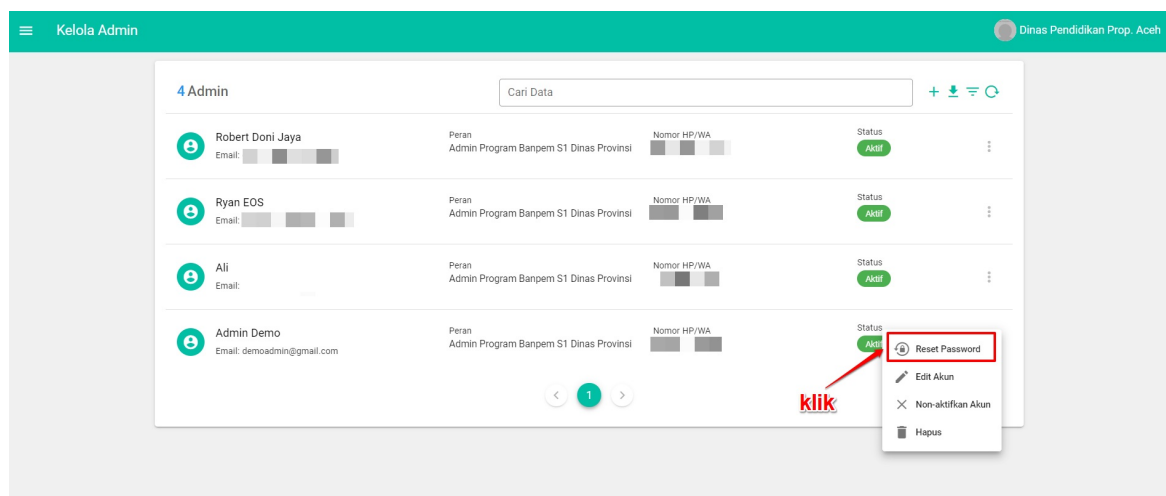 Kelola Admin
Dinas Pendidikan Prop. Aceh
4 Admin
Cari Data
Robert Doni Jaya
Email:
Peran
Admin Program Banpem S1 Dinas Provinsi
Nomor HP/WA
Status
Aktif
Ryan EOS
Email:
Peran
Admin Program Banpem S1 Dinas Provinsi
Nomor HP/WA
Status
Aktif
Ali
Email:
Peran
Admin Program Banpem S1 Dinas Provinsi
Nomor HP/WA
Status
Aktif
Admin Demo
Email: demoadmin@gmail.com
Peran
Admin Program Banpem S1 Dinas Provinsi
Nomor HP/WA
Status
Reset Password
Edit Akun
Non-aktifkan Akun
Hapus
klik
1